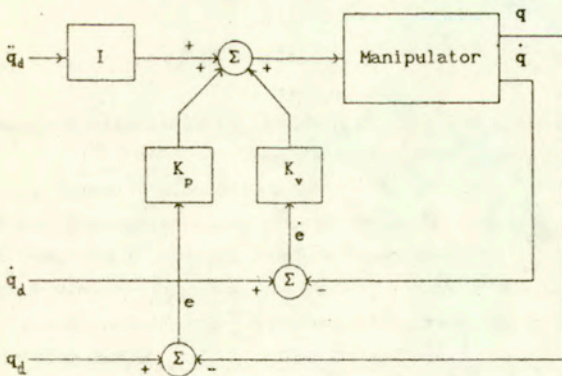 q
q̈d I + + + Σ Manipulator q̇
Kp Kv
ė
q̇d + Σ -
e
qd + Σ -